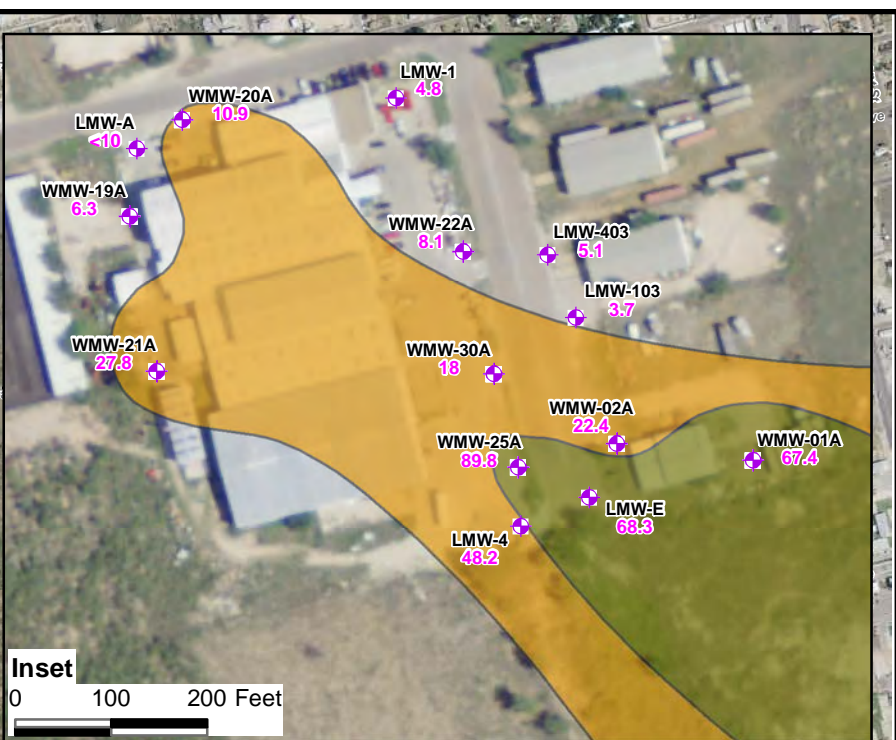 LMW-1
4.8
WMW-20A
10.9
LMW-A
<10
WMW-19A
6.3
WMW-22A
8.1
LMW-403
5.1
LMW-103
3.7
WMW-21A
27.8
WMW-30A
18
WMW-02A
22.4
WMW-25A
89.8
WMW-01A
67.4
LMW-E
68.3
LMW-4
48.2
Inset
0 100 200 Feet